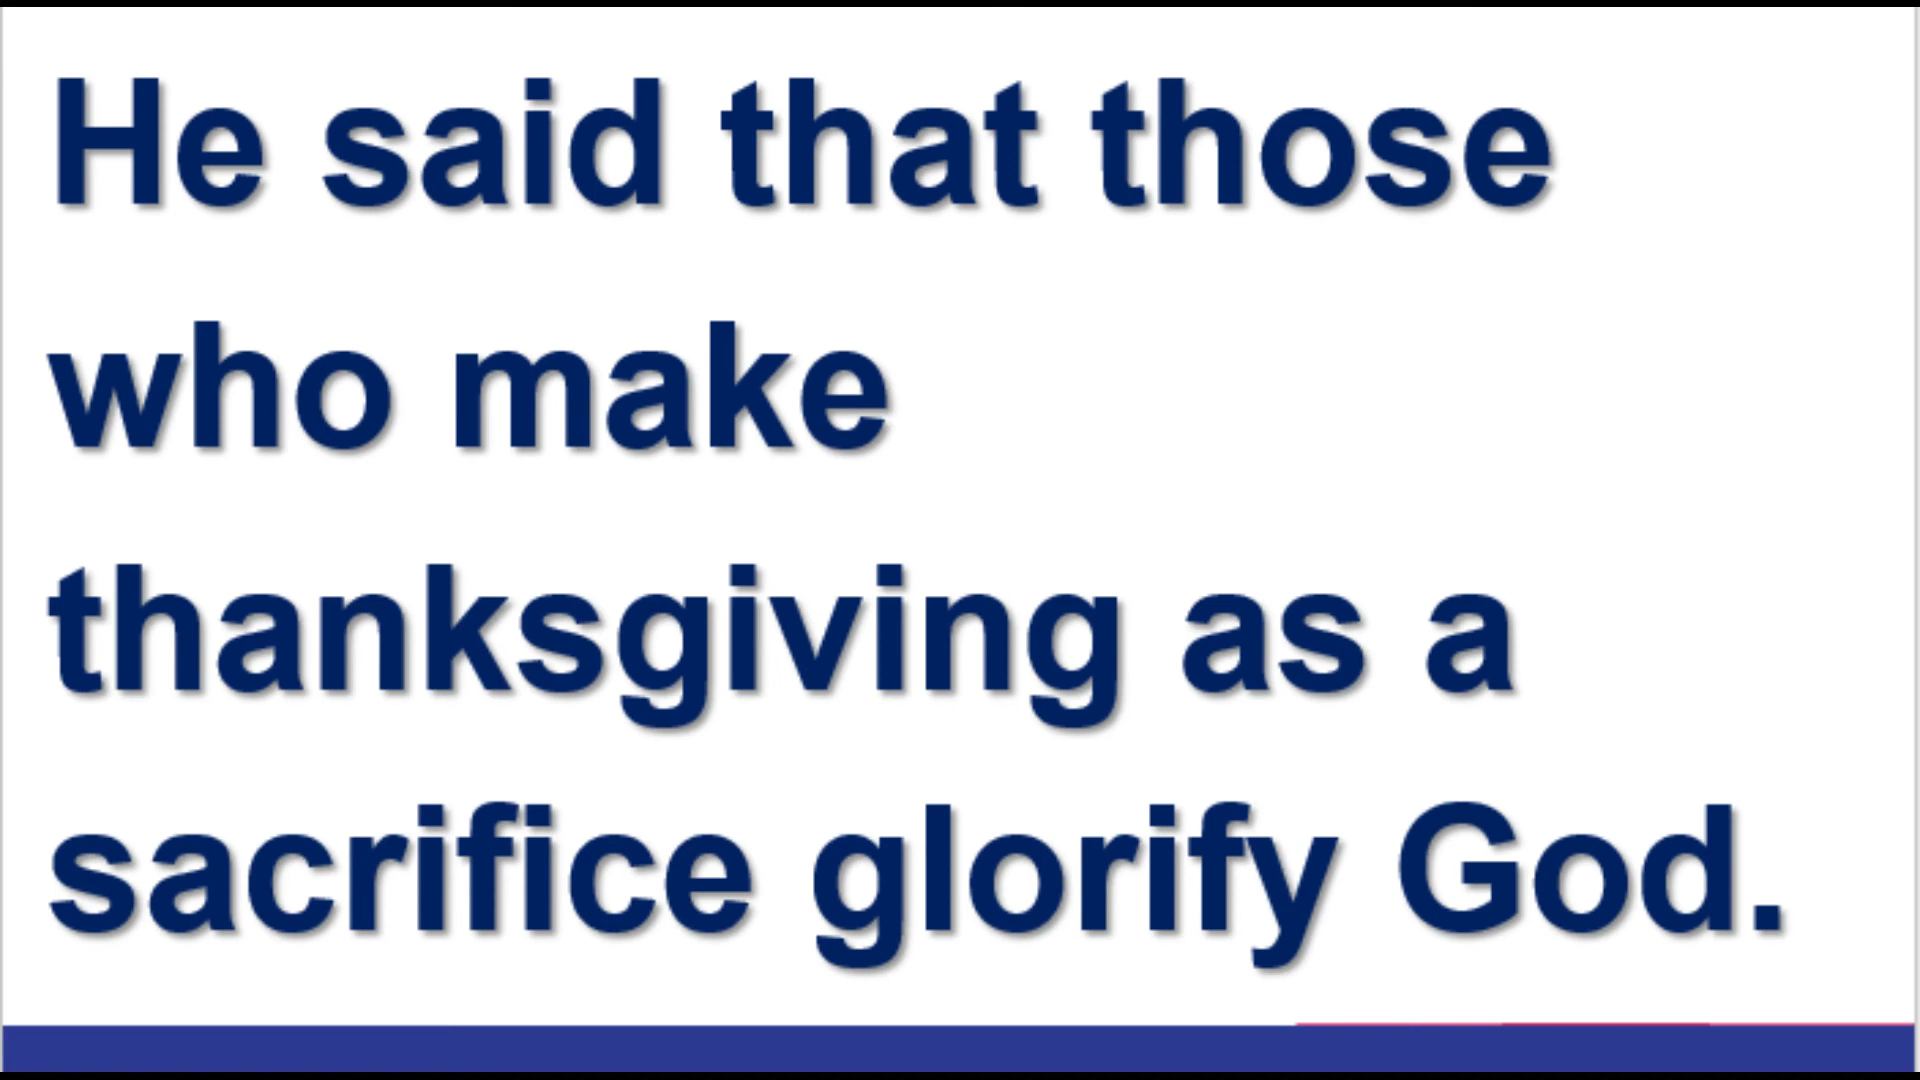 He said that those
who make
thanksgiving as a
sacrifice glorify God.